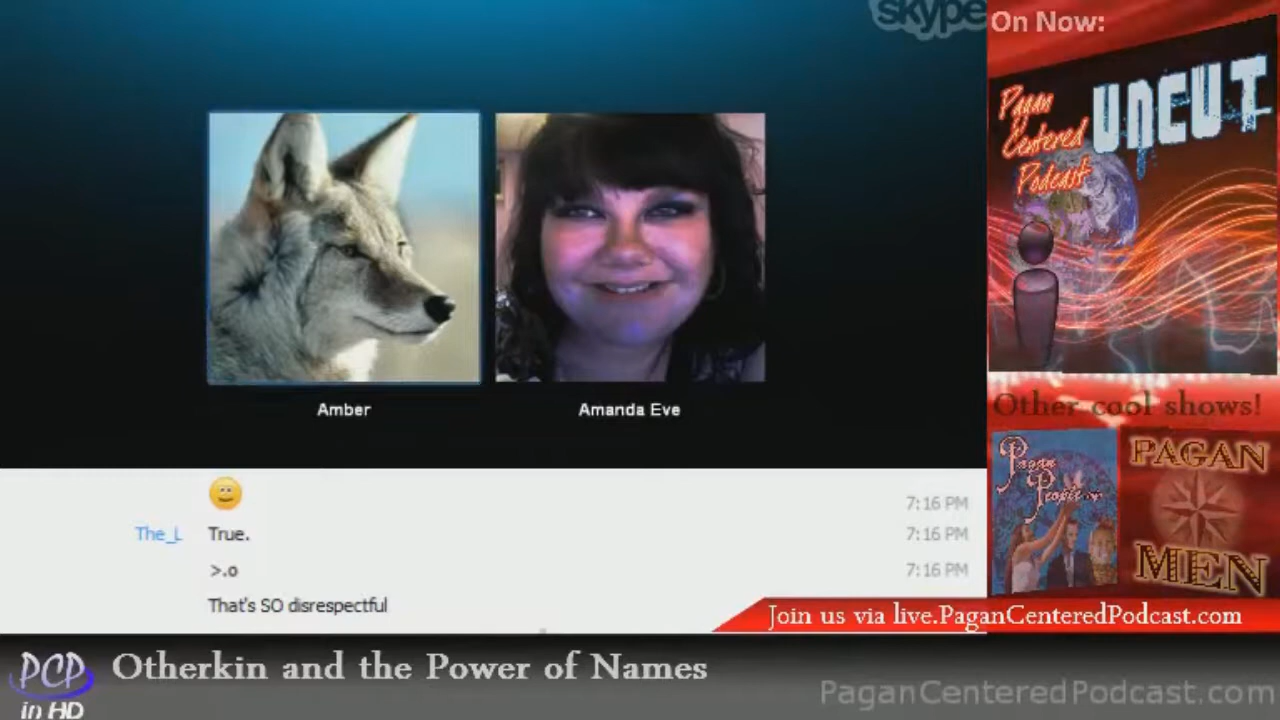 skype
On Now:
Pagan
Centered
Podcast
UNCUT
Amber
Amanda Eve
Other cool shows!
Pagan
People
PAGAN
MEN
7:16 PM
The_L True. 7:16 PM
>.o 7:16 PM
That's SO disrespectful
Join us via live.PaganCenteredPodcast.com
PCP
in HD
Otherkin and the Power of Names
PaganCenteredPodcast.com